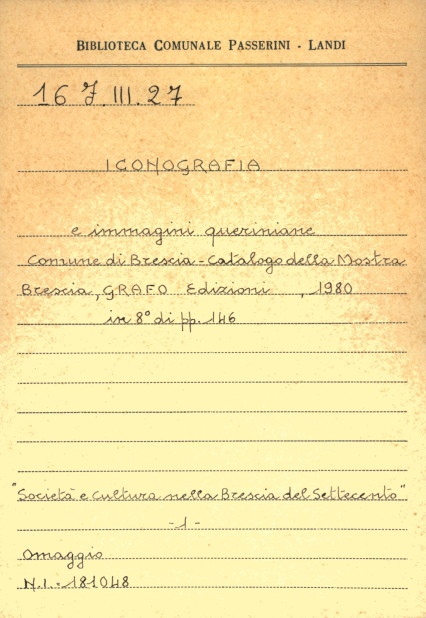 BIBLIOTECA COMUNALE PASSERINI - LANDI
16 J.III.27
ICONOGRAFIA
e immagini queriniane
Comune di Brescia - Catalogo della Mostra
Brescia, GRAFO Edizioni , 1980
in 8° di pp. 146
"Società e cultura nella Brescia del Settecento"
-1-
Omaggio
N.I. - 181048